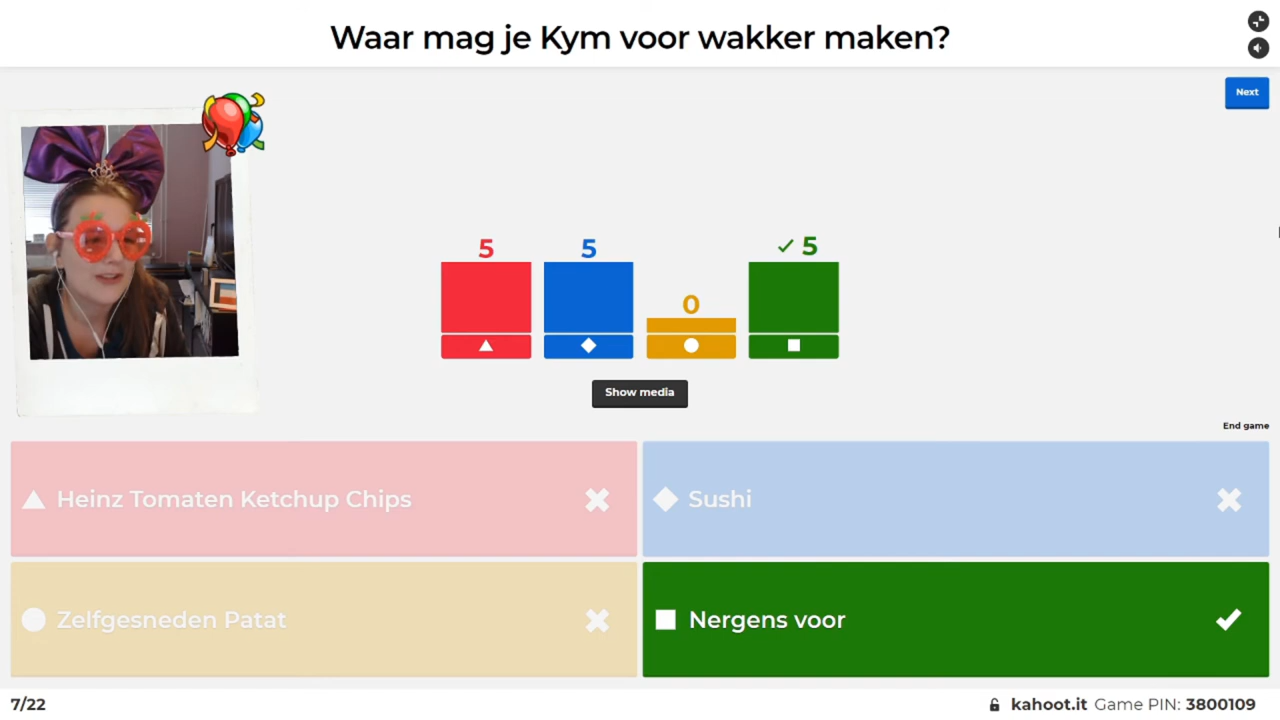 Waar mag je Kym voor wakker maken?
Next
5
5
0
5
Show media
End game
Heinz Tomaten Ketchup Chips
Sushi
Zelfgesneden Patat
Nergens voor
7/22
kahoot.it Game PIN: 3800109